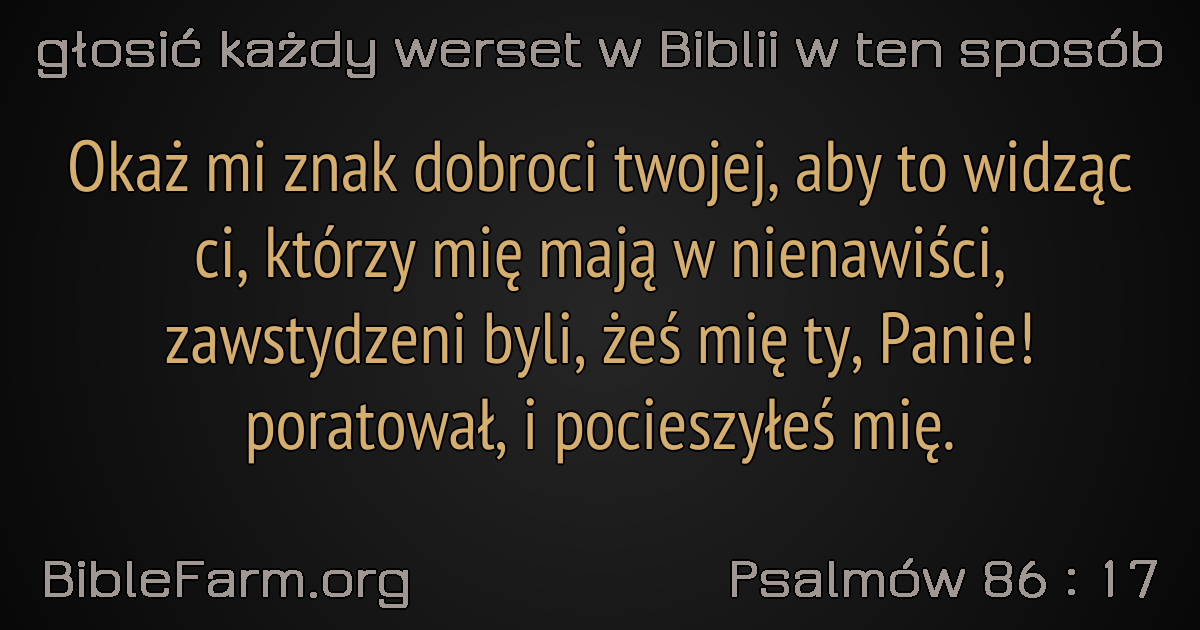 głosić każdy werset w Biblii w ten sposób
Okaż mi znak dobroci twojej, aby to widząc
ci, którzy mię mają w nienawiści,
zawstydzeni byli, żeś mię ty, Panie!
poratował, i pocieszyłeś mię.
BibleFarm.org
Psalmów 86 : 17